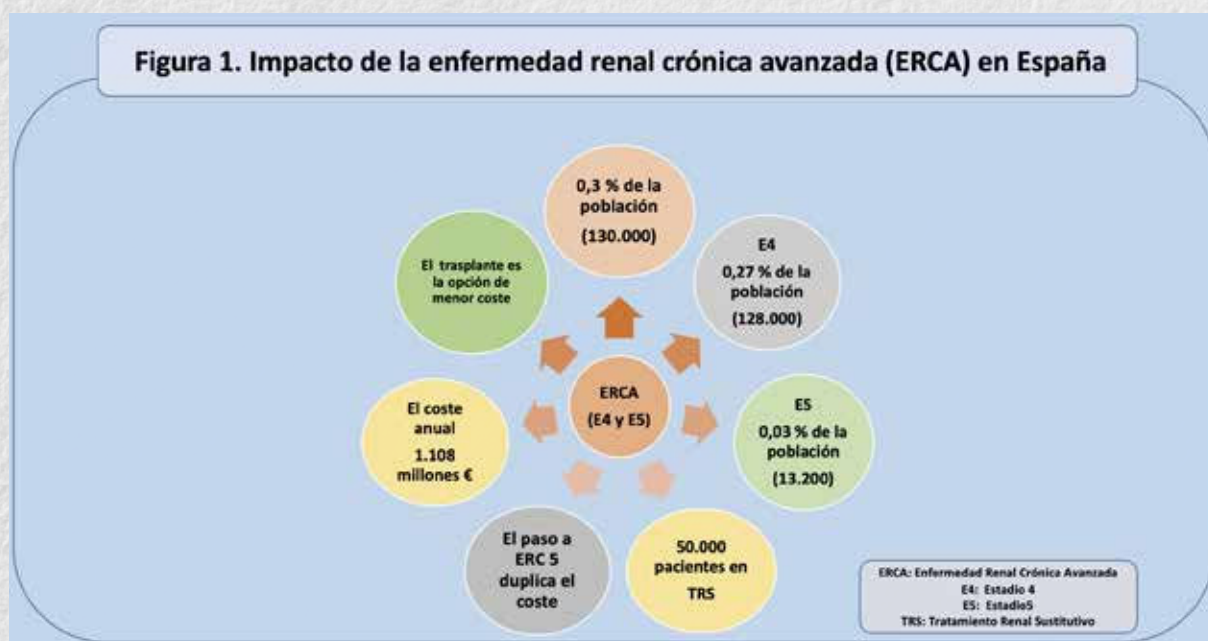 Figura 1. Impacto de la enfermedad renal crónica avanzada (ERCA) en España
0,3 % de la
población
(130.000)
E4
0,27 % de la
población
(128.000)
E5
0,03 % de la
población
(13.200)
50.000
pacientes en
TRS
El paso a
ERC 5
duplica el
coste
El coste
anual
1.108
millones €
El trasplante es
la opción de
menor coste
ERCA
(E4 y E5)
ERCA: Enfermedad Renal Crónica Avanzada
E4: Estadio 4
E5: Estadio5
TRS: Tratamiento Renal Sustitutivo